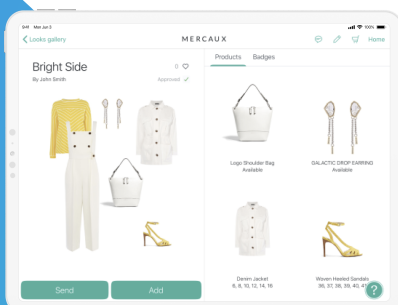 9:41 Mon Jun 3
100%
Looks gallery
MERCAUX
Home
Bright Side
0
By John Smith
Approved
Products Badges
Logo Shoulder Bag
Available
GALACTIC DROP EARRING
Available
Denim Jacket
6, 8, 10, 12, 14, 16
Woven Heeled Sandals
36, 37, 38, 39, 40, 41
?
Send
Add